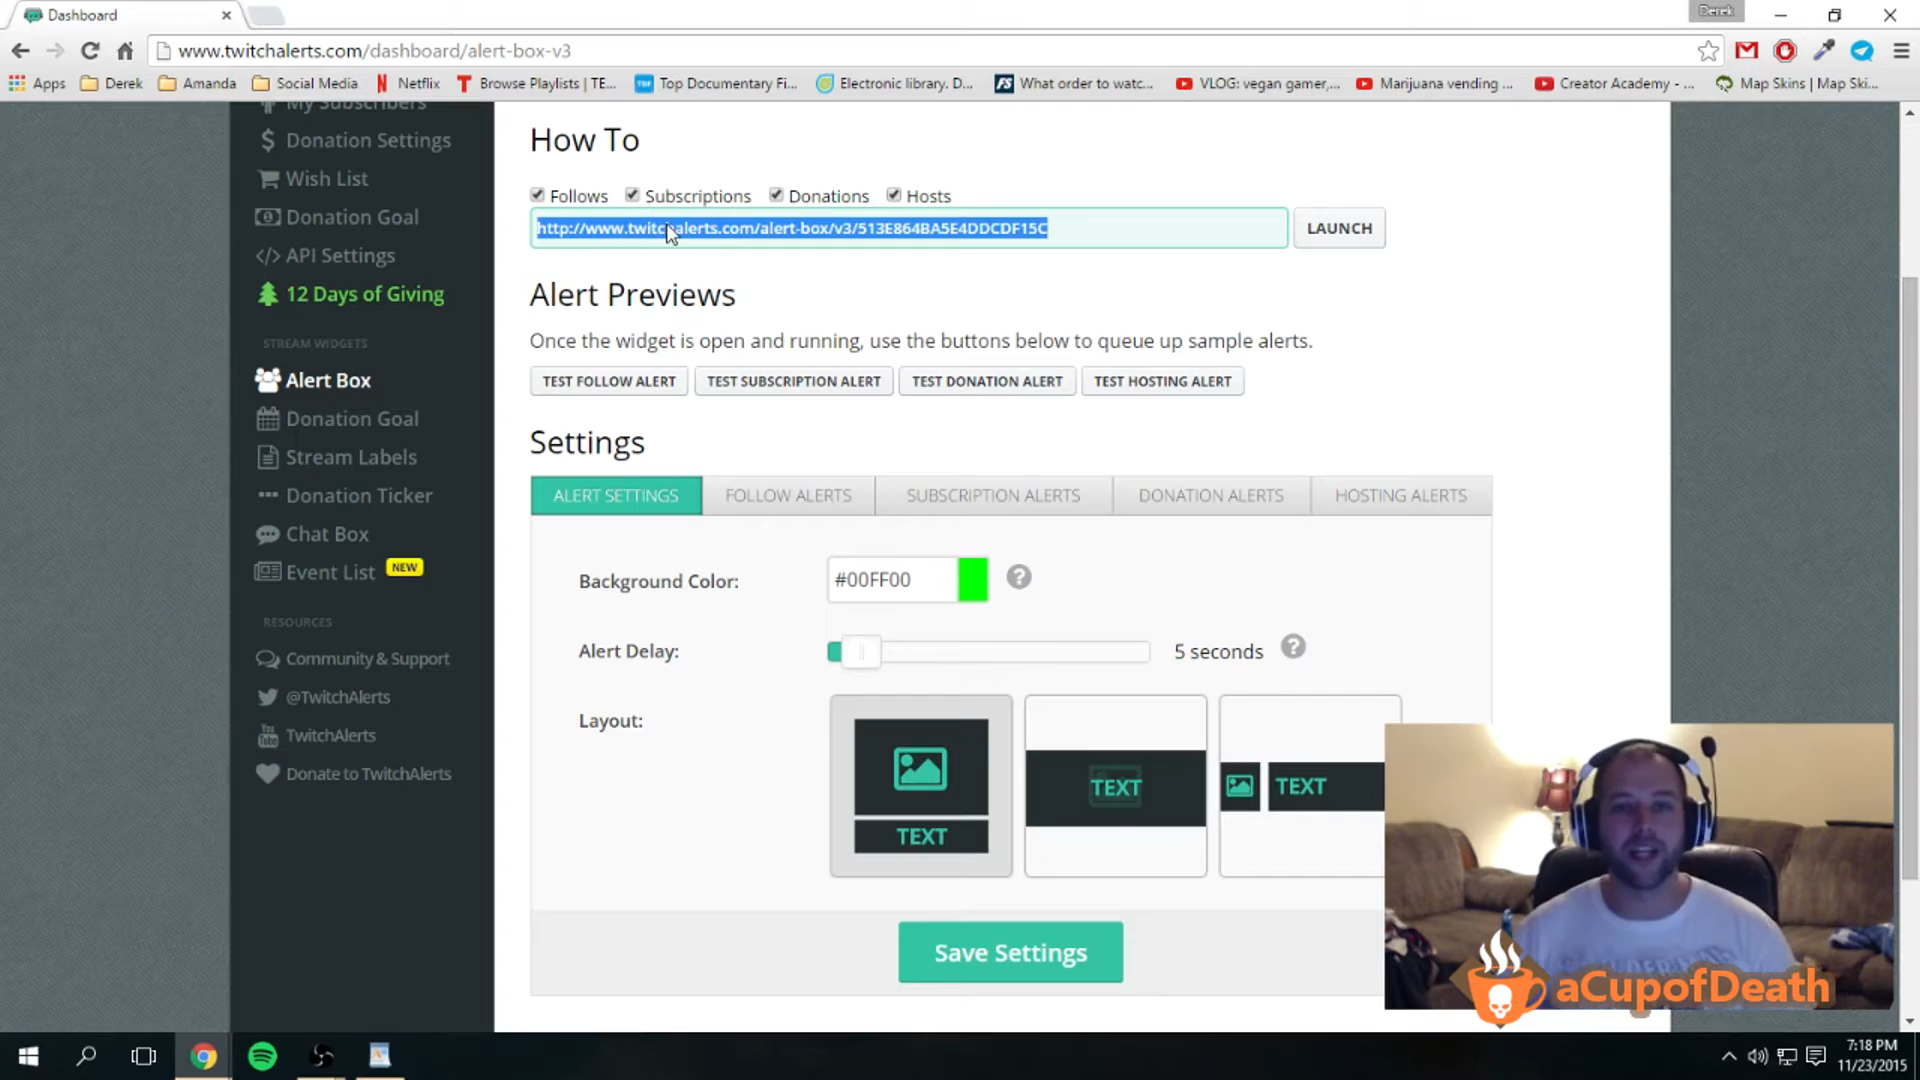 Dashboard
Derek
www.twitchalerts.com/dashboard/alert-box-v3
Apps
Derek
Amanda
Social Media
Netflix
Browse Playlists | TE...
Top Documentary Fi...
Electronic library. D...
What order to watc...
VLOG: vegan gamer,...
Marijuana vending ...
Creator Academy - ...
Map Skins | Map Ski...
My Subscribers
Donation Settings
Wish List
Donation Goal
API Settings
12 Days of Giving
STREAM WIDGETS
Alert Box
Donation Goal
Stream Labels
Donation Ticker
Chat Box
Event List NEW
RESOURCES
Community & Support
@TwitchAlerts
TwitchAlerts
Donate to TwitchAlerts
How To
Follows Subscriptions Donations Hosts
http://www.twitchalerts.com/alert-box/v3/513E864BA5E4DDCDF15C
LAUNCH
Alert Previews
Once the widget is open and running, use the buttons below to queue up sample alerts.
TEST FOLLOW ALERT
TEST SUBSCRIPTION ALERT
TEST DONATION ALERT
TEST HOSTING ALERT
Settings
ALERT SETTINGS
FOLLOW ALERTS
SUBSCRIPTION ALERTS
DONATION ALERTS
HOSTING ALERTS
Background Color:
#00FF00
Alert Delay:
5 seconds
Layout:
TEXT
TEXT
TEXT
Save Settings
aCupofDeath
7:18 PM
11/23/2015